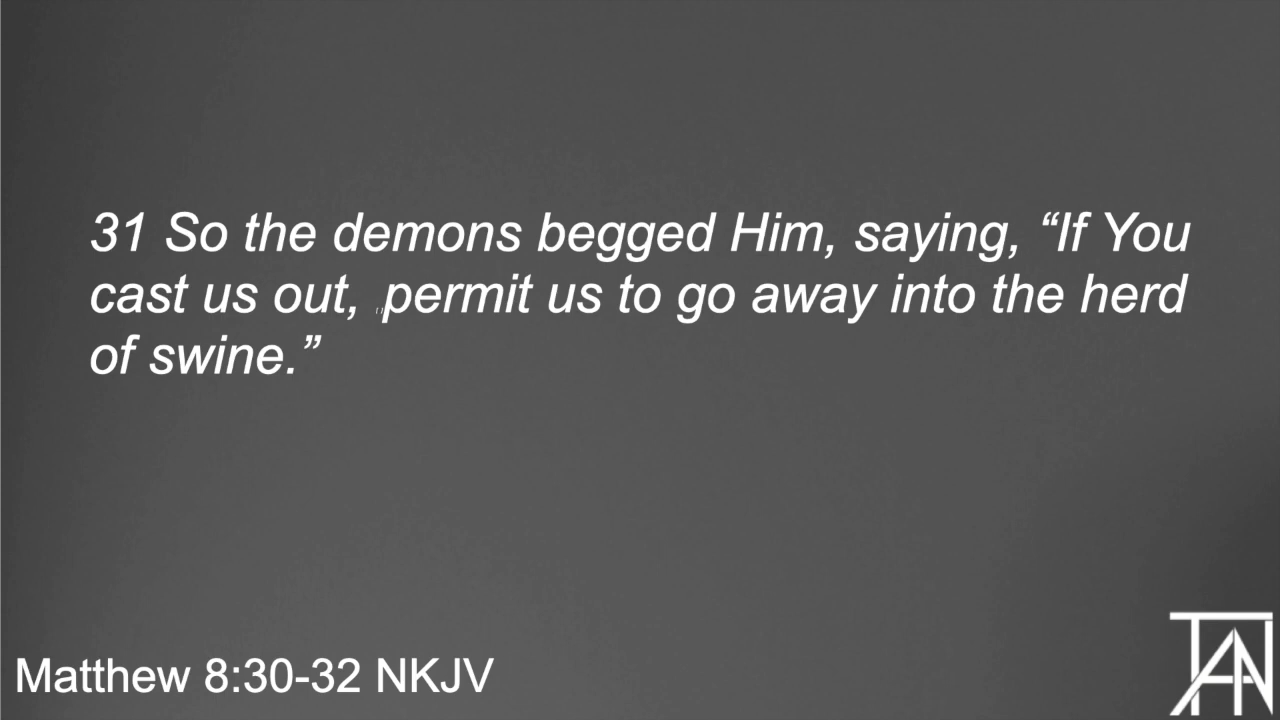 31 So the demons begged Him, saying, “If You
cast us out, permit us to go away into the herd
of swine.”
Matthew 8:30-32 NKJV
TAN